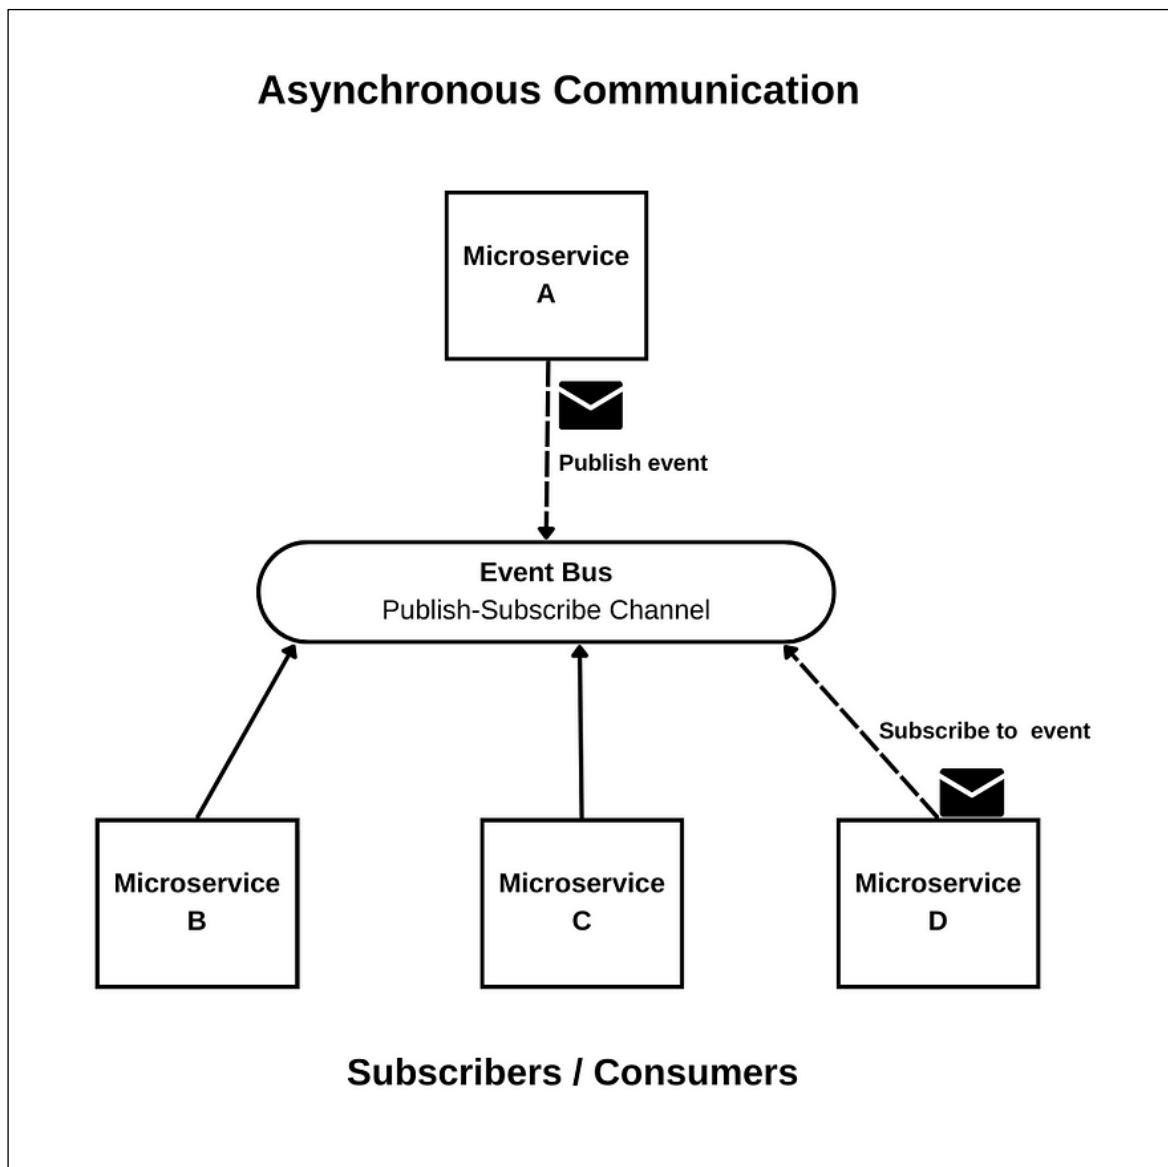 Asynchronous Communication
Microservice
A
Publish event
Event Bus
Publish-Subscribe Channel
Subscribe to  event
Microservice
B
Microservice
C
Microservice
D
Subscribers / Consumers